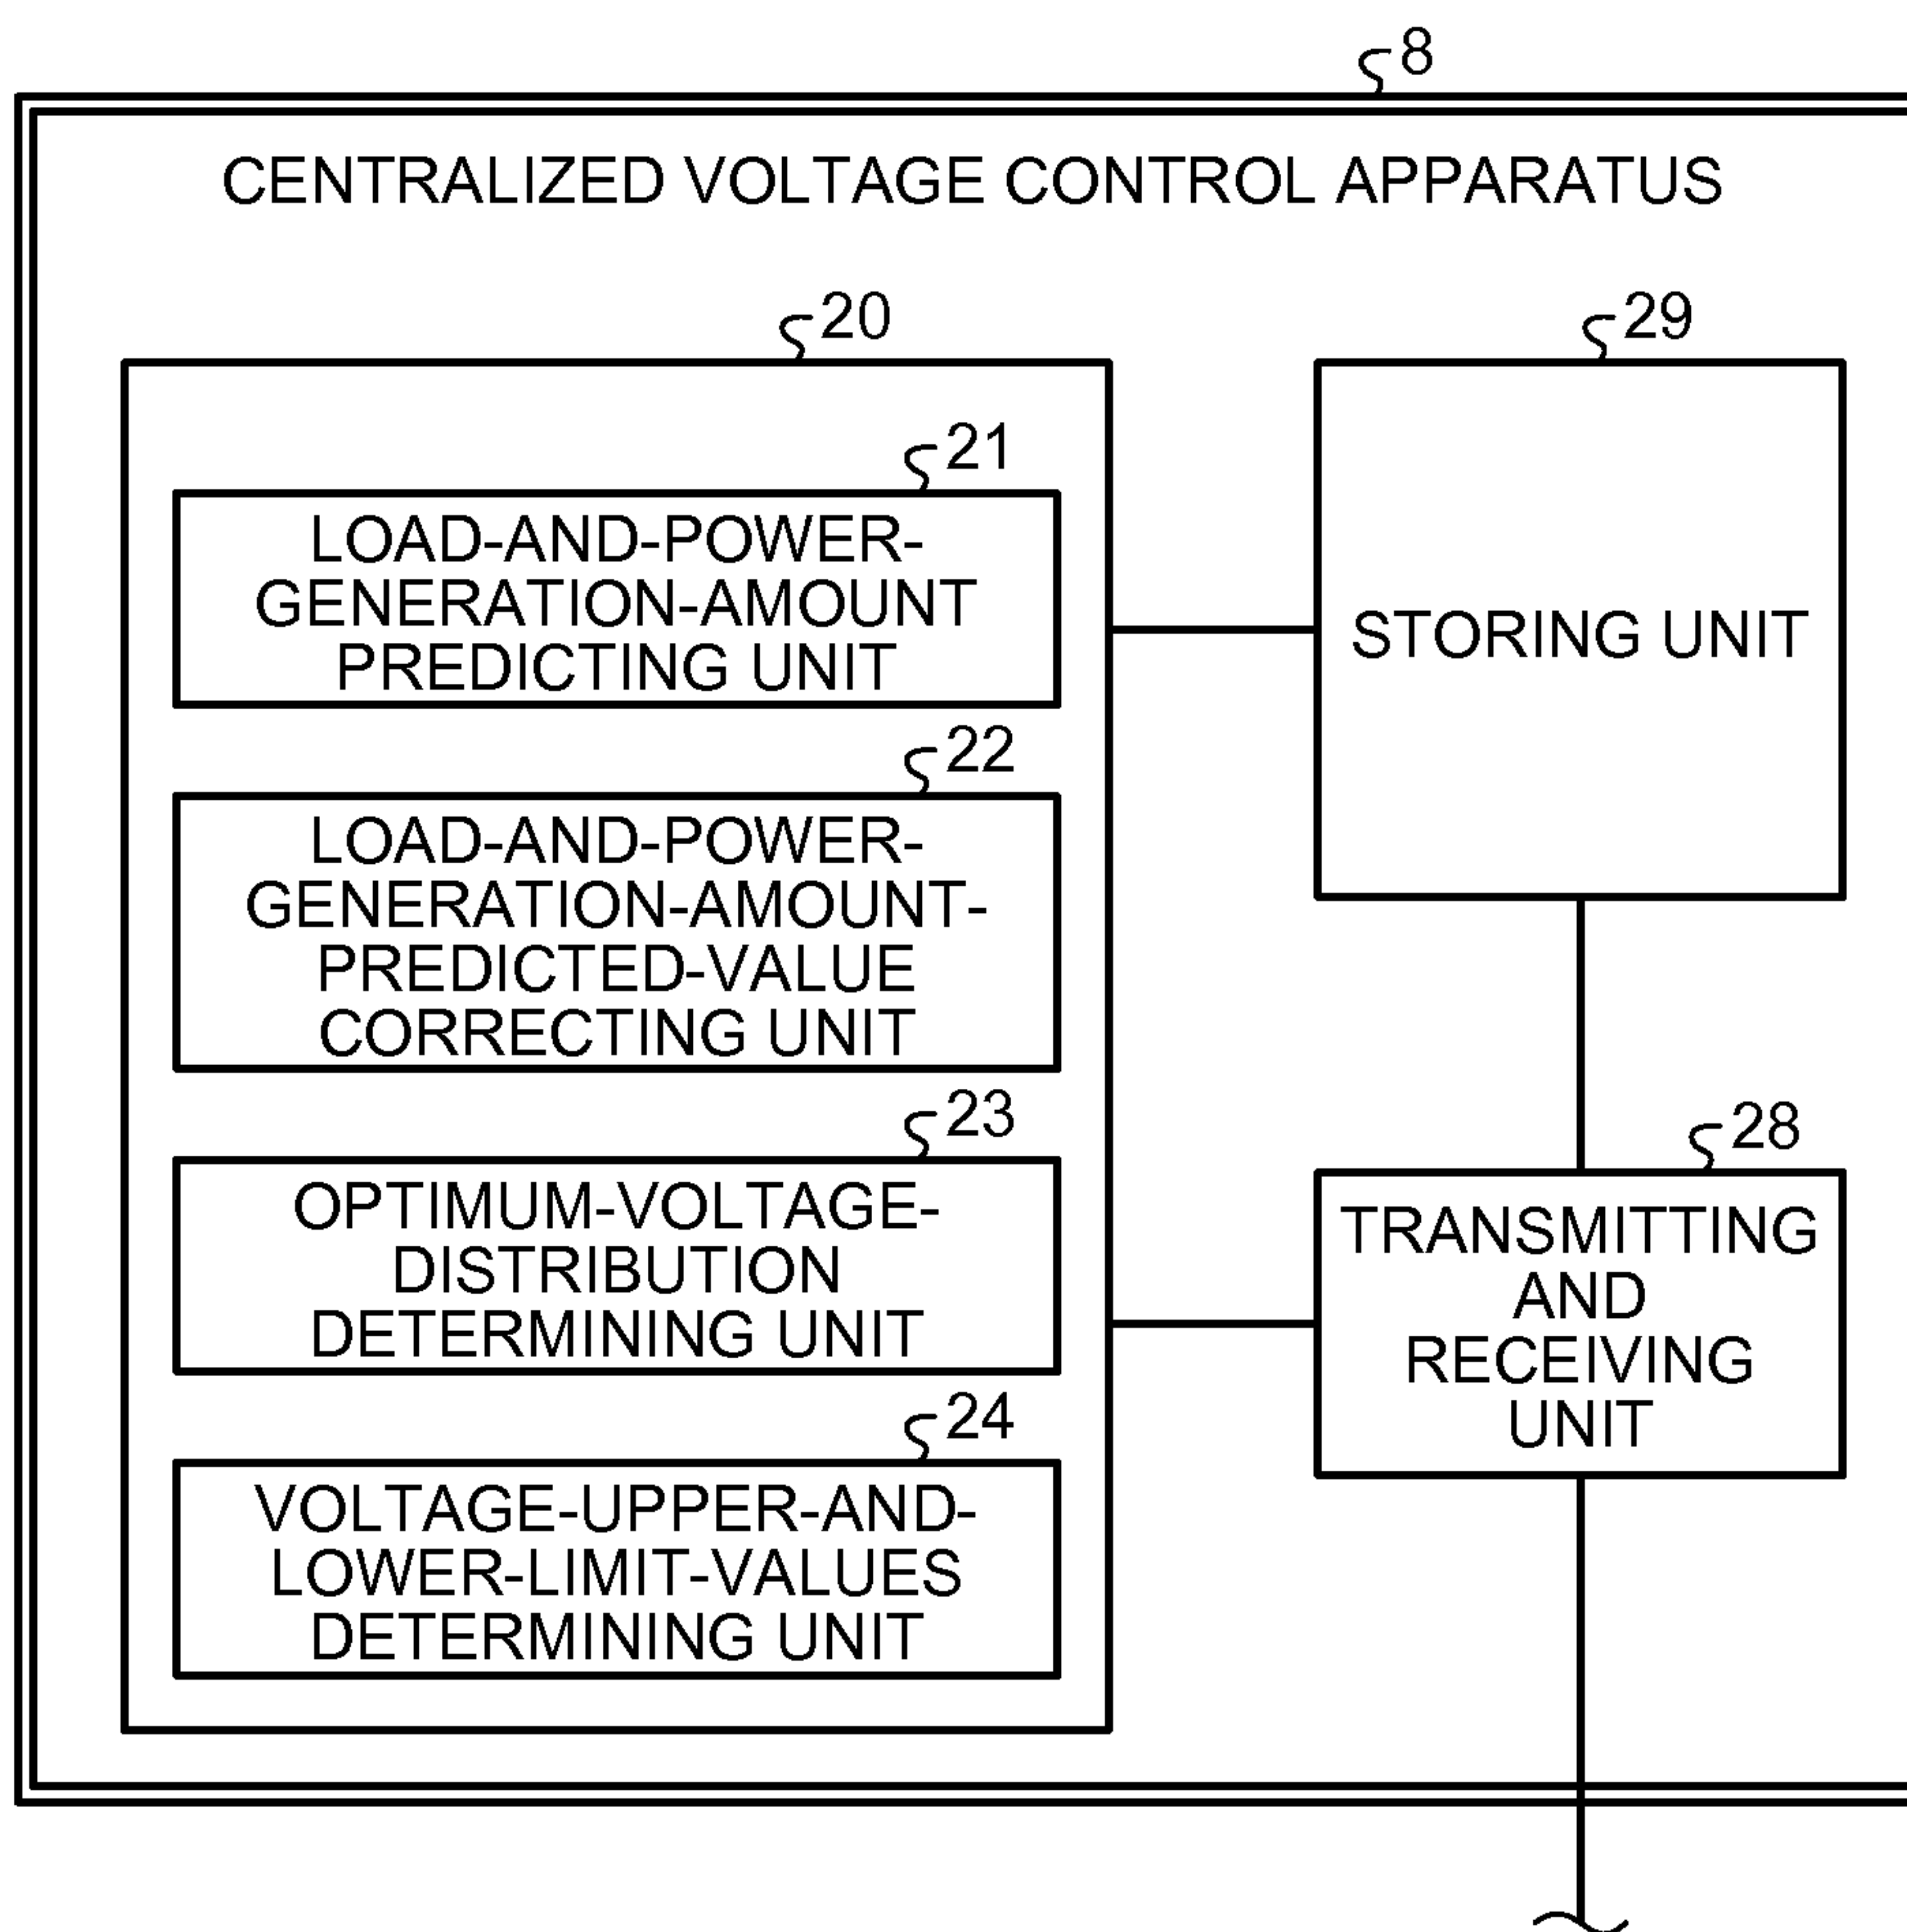 8
CENTRALIZED VOLTAGE CONTROL APPARATUS
20
21
LOAD-AND-POWER-
GENERATION-AMOUNT
PREDICTING UNIT
22
LOAD-AND-POWER-
GENERATION-AMOUNT-
PREDICTED-VALUE
CORRECTING UNIT
23
OPTIMUM-VOLTAGE-
DISTRIBUTION
DETERMINING UNIT
24
VOLTAGE-UPPER-AND-
LOWER-LIMIT-VALUES
DETERMINING UNIT
29
STORING UNIT
28
TRANSMITTING
AND
RECEIVING
UNIT